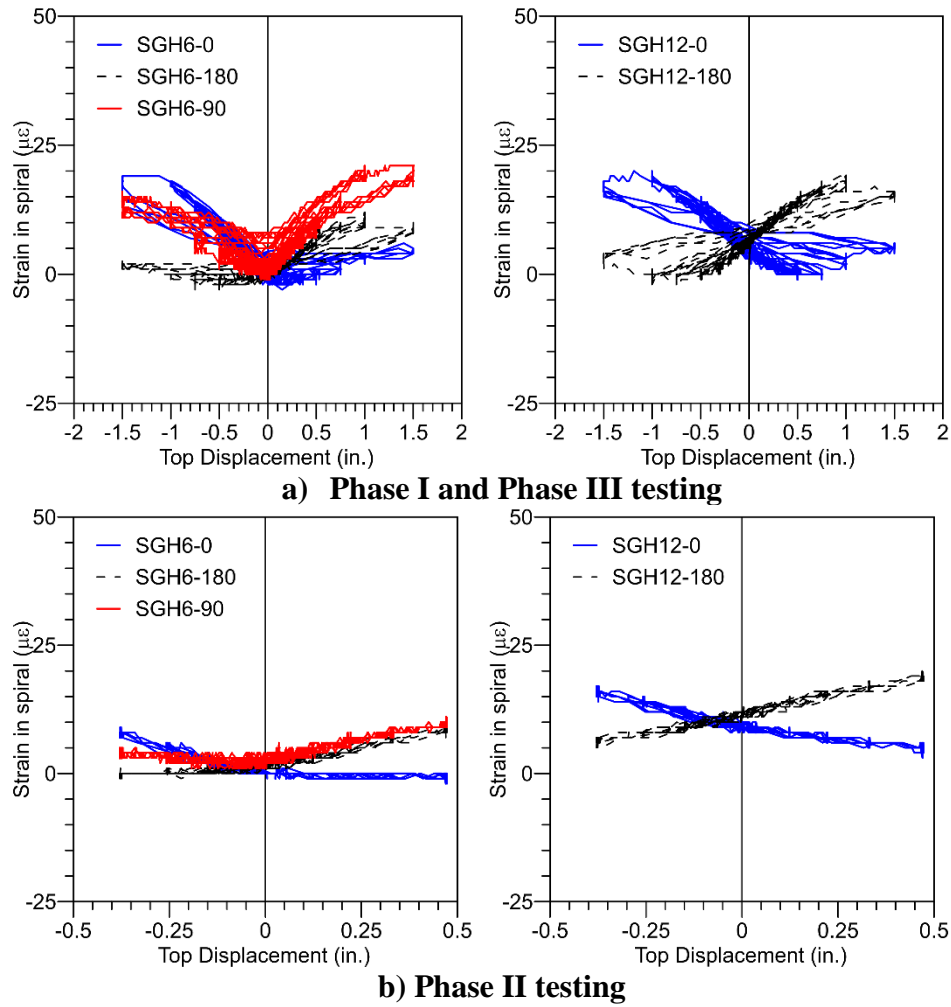 50
25
0
-25
Strain in spiral (με)
SGH6-0
SGH6-180
SGH6-90
-2 -1.5 -1 -0.5 0 0.5 1 1.5 2
Top Displacement (in.)
50
25
0
-25
Strain in spiral (με)
SGH12-0
SGH12-180
-2 -1.5 -1 -0.5 0 0.5 1 1.5 2
Top Displacement (in.)
a) Phase I and Phase III testing
50
25
0
-25
Strain in spiral (με)
SGH6-0
SGH6-180
SGH6-90
-0.5 -0.25 0 0.25 0.5
Top Displacement (in.)
50
25
0
-25
Strain in spiral (με)
SGH12-0
SGH12-180
-0.5 -0.25 0 0.25 0.5
Top Displacement (in.)
b) Phase II testing